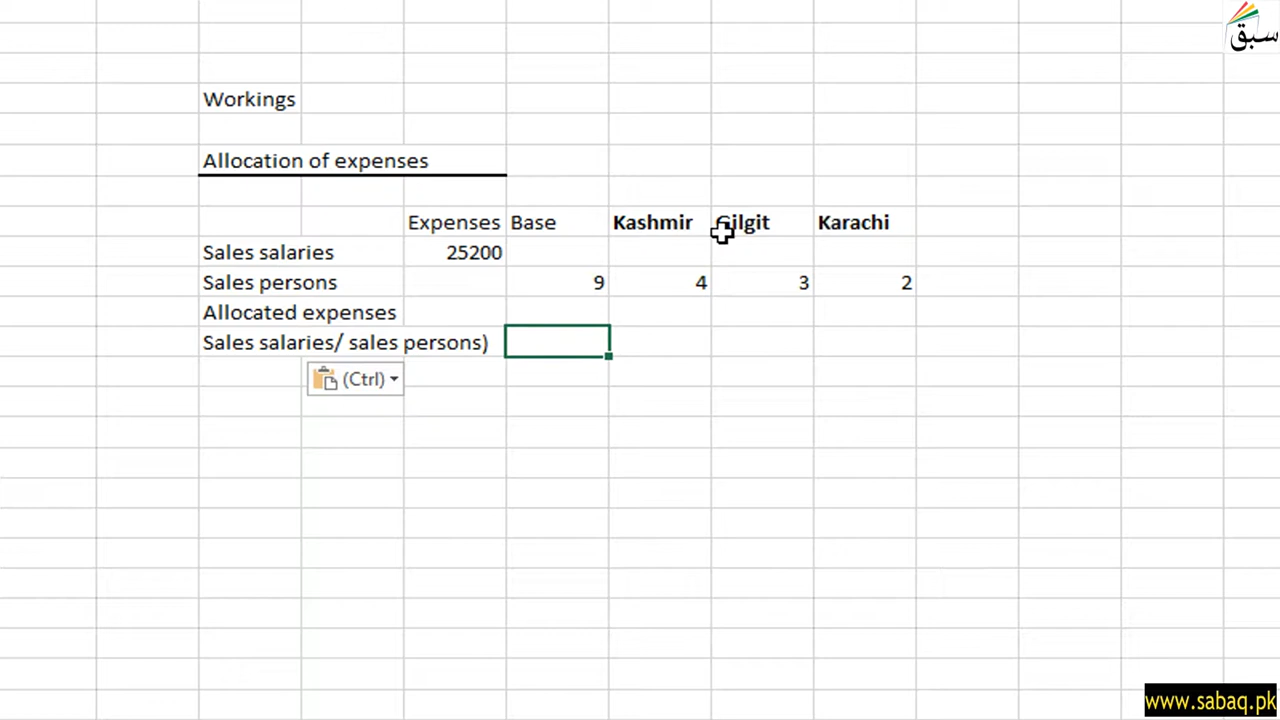 سبق
Workings
Allocation of expenses
Expenses Base Kashmir Gilgit Karachi
Sales salaries 25200
Sales persons 9 4 3 2
Allocated expenses
Sales salaries/ sales persons)
(Ctrl)
www.sabaq.pk